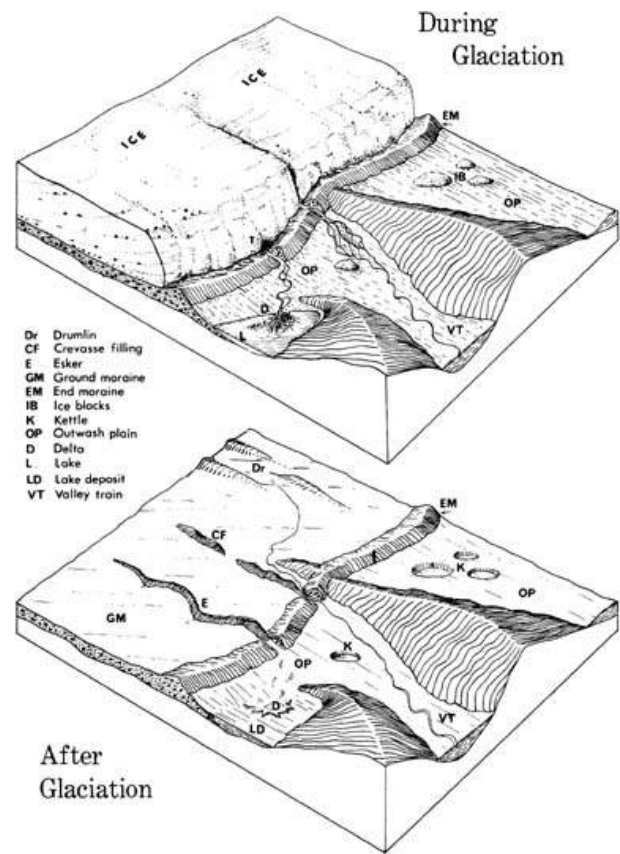 During
Glaciation
ICE
ICE
EM
IB
OP
T
OP
D
L
VT
Dr Drumlin
CF Crevasse filling
E Esker
GM Ground moraine
EM End moraine
IB Ice blocks
K Kettle
OP Outwash plain
D Delta
L Lake
LD Lake deposit
VT Valley train
Dr
EM
CF
K
OP
E
GM
K
OP
D
VT
LD
After
Glaciation